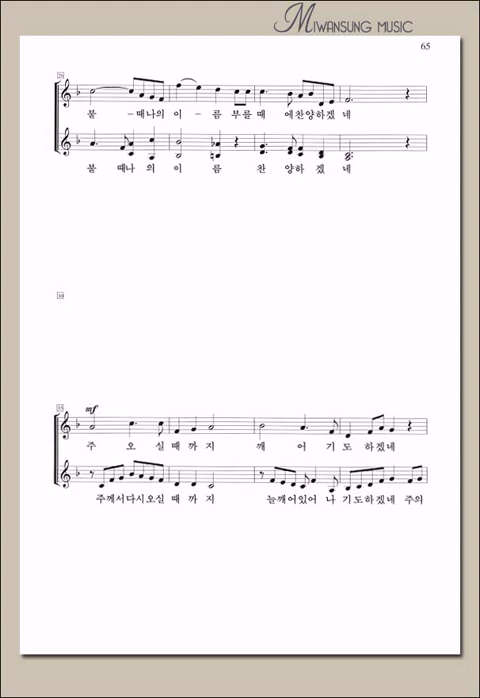 MIWANSUNG MUSIC
65
불 - 때나의 이 - 름 부를 때 에찬양하겠 네
불 때나 의 이 름 찬 양하 겠 네
mf
주 오 실 때 까 지 깨 어 기 도 하겠네
주께서다시오실 때 까 지 늘깨어있어 나 기도하겠네 주의